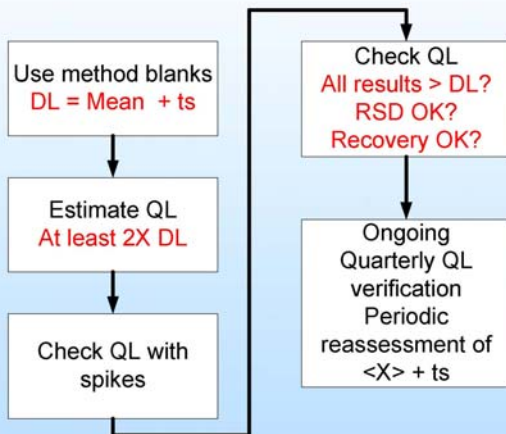 Use method blanks
DL = Mean + ts
Estimate QL
At least 2X DL
Check QL with
spikes
Check QL
All results > DL?
RSD OK?
Recovery OK?
Ongoing
Quarterly QL
verification
Periodic
reassessment of
<X> + ts